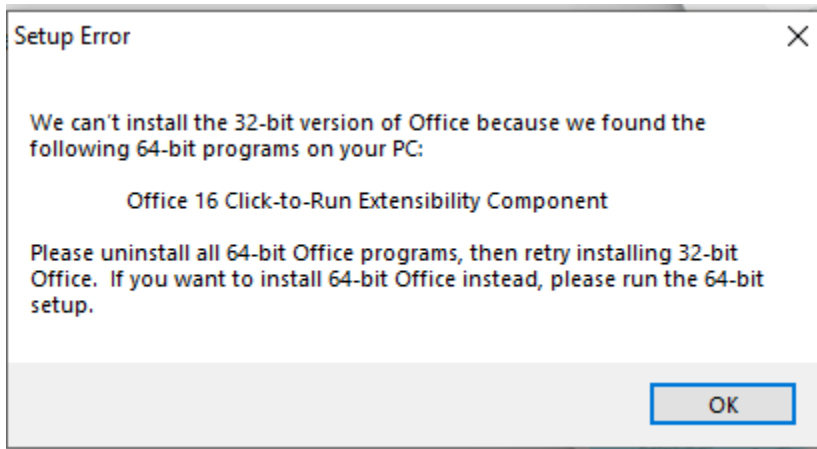 Setup Error
We can't install the 32-bit version of Office because we found the
following 64-bit programs on your PC:
Office 16 Click-to-Run Extensibility Component
Please uninstall all 64-bit Office programs, then retry installing 32-bit
Office.  If you want to install 64-bit Office instead, please run the 64-bit
setup.
OK